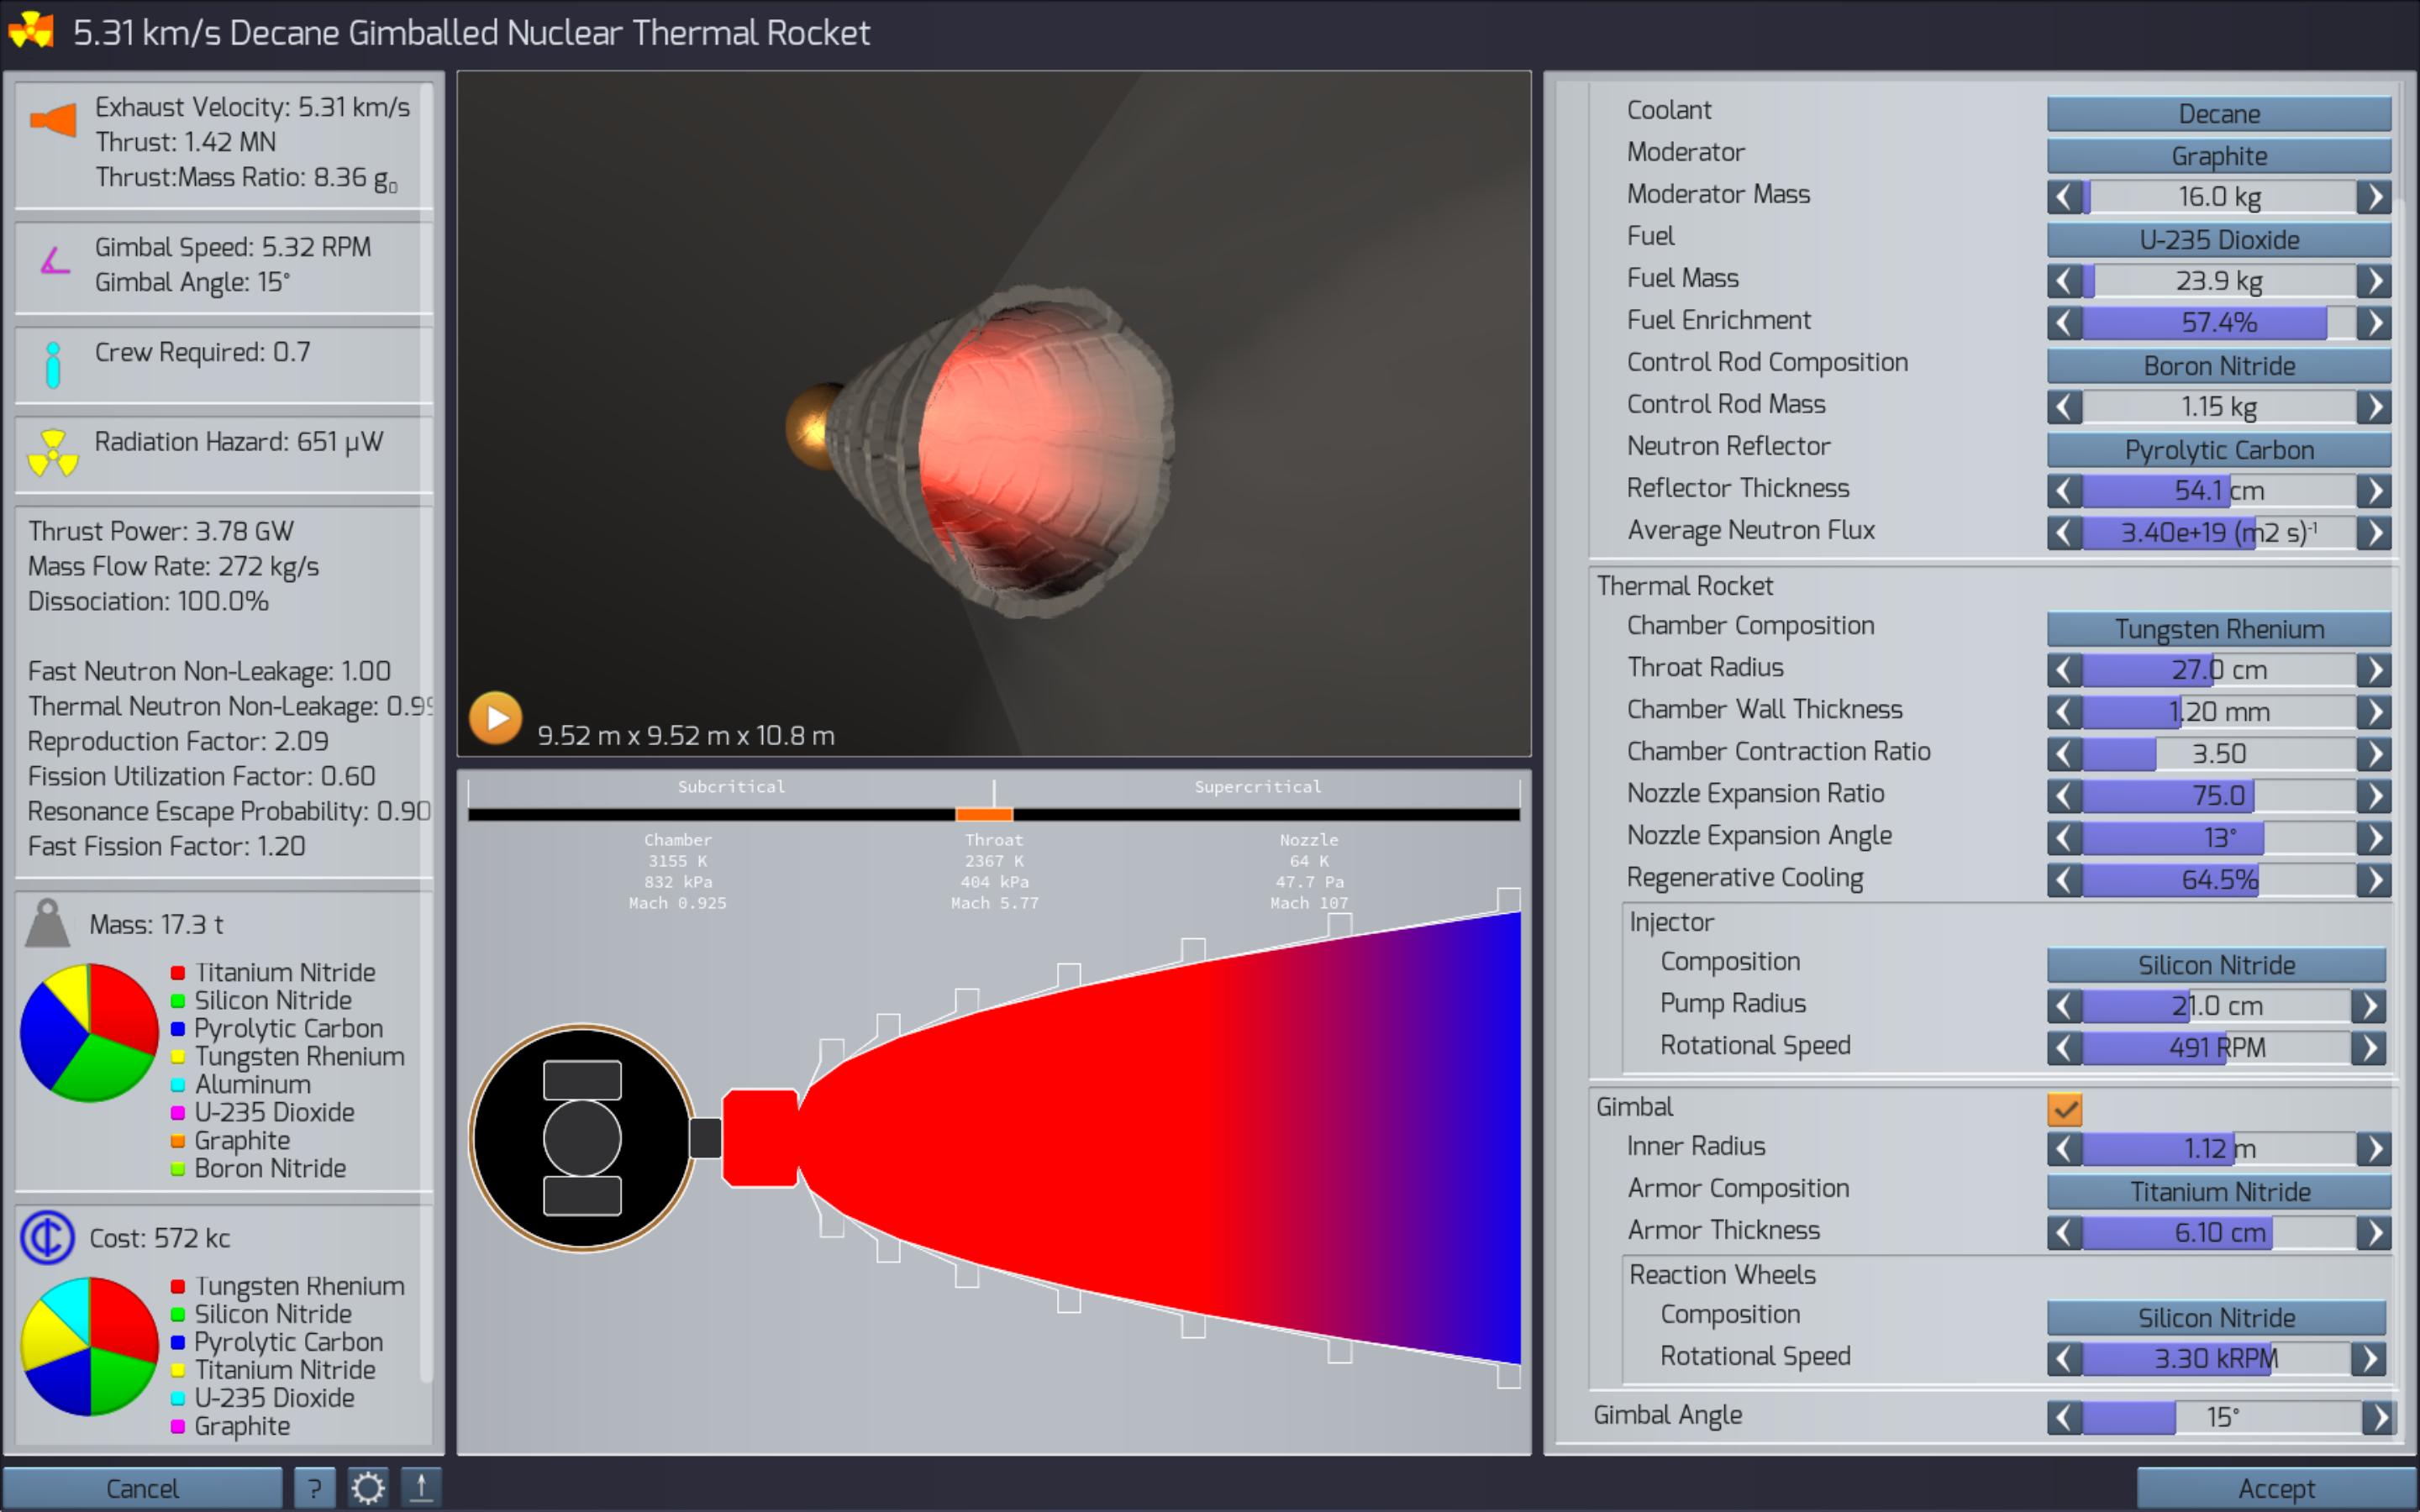 5.31 km/s Decane Gimballed Nuclear Thermal Rocket
Exhaust Velocity: 5.31 km/s
Thrust: 1.42 MN
Thrust:Mass Ratio: 8.36 g₀
Gimbal Speed: 5.32 RPM
Gimbal Angle: 15°
Crew Required: 0.7
Radiation Hazard: 651 µW
Thrust Power: 3.78 GW
Mass Flow Rate: 272 kg/s
Dissociation: 100.0%
Fast Neutron Non-Leakage: 1.00
Thermal Neutron Non-Leakage: 0.99
Reproduction Factor: 2.09
Fission Utilization Factor: 0.60
Resonance Escape Probability: 0.90
Fast Fission Factor: 1.20
Mass: 17.3 t
Titanium Nitride
Silicon Nitride
Pyrolytic Carbon
Tungsten Rhenium
Aluminum
U-235 Dioxide
Graphite
Boron Nitride
Cost: 572 kc
Tungsten Rhenium
Silicon Nitride
Pyrolytic Carbon
Titanium Nitride
U-235 Dioxide
Graphite
Cancel
?
9.52 m x 9.52 m x 10.8 m
Subcritical Supercritical
Chamber Throat Nozzle
3155 K 2367 K 64 K
832 kPa 404 kPa 47.7 Pa
Mach 0.925 Mach 5.77 Mach 107
Coolant Decane
Moderator Graphite
Moderator Mass 16.0 kg
Fuel U-235 Dioxide
Fuel Mass 23.9 kg
Fuel Enrichment 57.4%
Control Rod Composition Boron Nitride
Control Rod Mass 1.15 kg
Neutron Reflector Pyrolytic Carbon
Reflector Thickness 54.1 cm
Average Neutron Flux 3.40e+19 (m2 s)⁻¹
Thermal Rocket
Chamber Composition Tungsten Rhenium
Throat Radius 27.0 cm
Chamber Wall Thickness 1.20 mm
Chamber Contraction Ratio 3.50
Nozzle Expansion Ratio 75.0
Nozzle Expansion Angle 13°
Regenerative Cooling 64.5%
Injector
Composition Silicon Nitride
Pump Radius 21.0 cm
Rotational Speed 491 RPM
Gimbal
Inner Radius 1.12 m
Armor Composition Titanium Nitride
Armor Thickness 6.10 cm
Reaction Wheels
Composition Silicon Nitride
Rotational Speed 3.30 kRPM
Gimbal Angle 15°
Accept